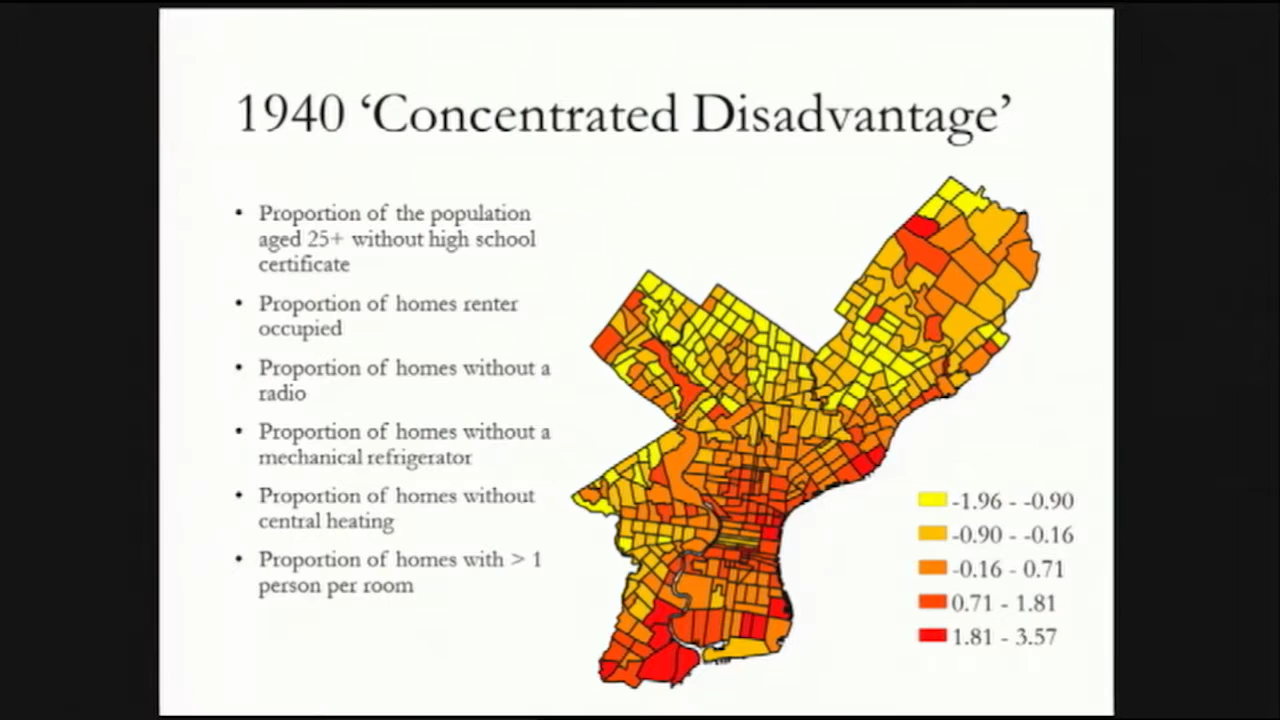 1940 ‘Concentrated Disadvantage’
• Proportion of the population
aged 25+ without high school
certificate
• Proportion of homes renter
occupied
• Proportion of homes without a
radio
• Proportion of homes without a
mechanical refrigerator
• Proportion of homes without
central heating
• Proportion of homes with > 1
person per room
-1.96 - -0.90
-0.90 - -0.16
-0.16 - 0.71
0.71 - 1.81
1.81 - 3.57